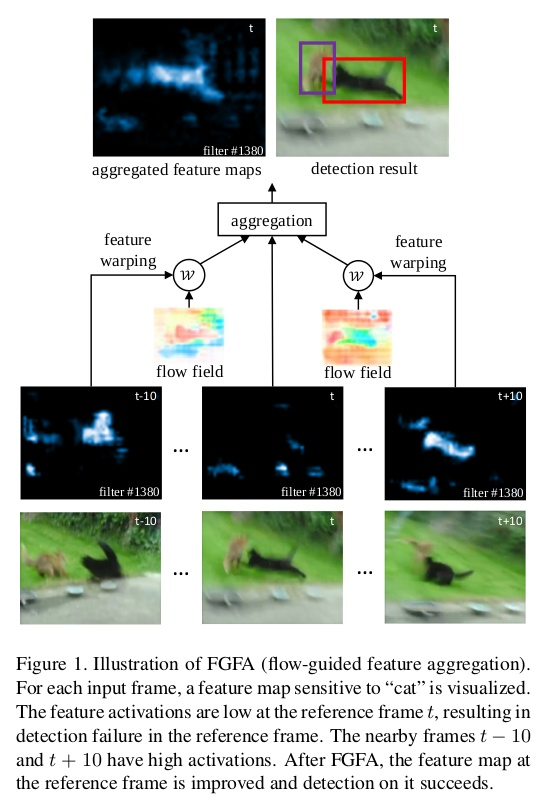 t
t
filter #1380
aggregated feature maps
detection result
aggregation
feature
warping
feature
warping
w
w
flow field
flow field
t-10
t
t+10
...
...
filter #1380
filter #1380
filter #1380
t-10
t
t+10
...
...
Figure 1. Illustration of FGFA (flow-guided feature aggregation).
For each input frame, a feature map sensitive to “cat” is visualized.
The feature activations are low at the reference frame t, resulting in
detection failure in the reference frame. The nearby frames t − 10
and t + 10 have high activations. After FGFA, the feature map at
the reference frame is improved and detection on it succeeds.